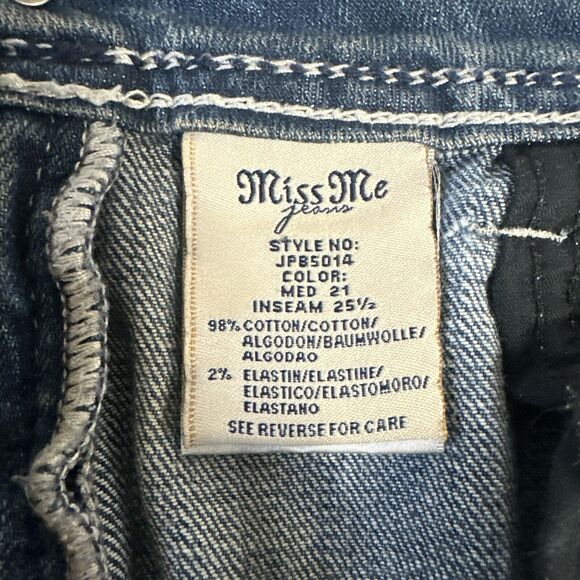 Miss Me
jeans
STYLE NO:
JPB5014
COLOR:
MED 21
INSEAM 25½
98% COTTON/COTTON/
ALGODON/BAUMWOLLE/
ALGODAO
2% ELASTIN/ELASTINE/
ELASTICO/ELASTOMORO/
ELASTANO
SEE REVERSE FOR CARE